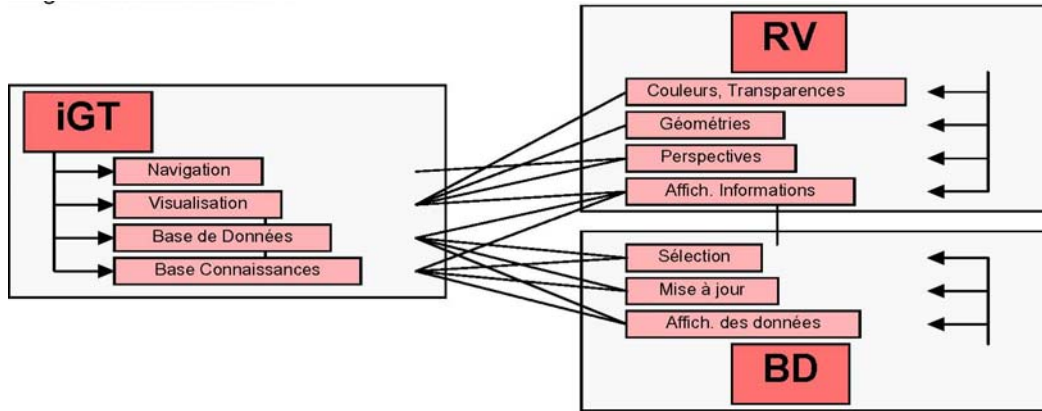 iGT
Navigation
Visualisation
Base de Données
Base Connaissances
RV
Couleurs, Transparences
Géométries
Perspectives
Affich. Informations
Sélection
Mise à jour
Affich. des données
BD